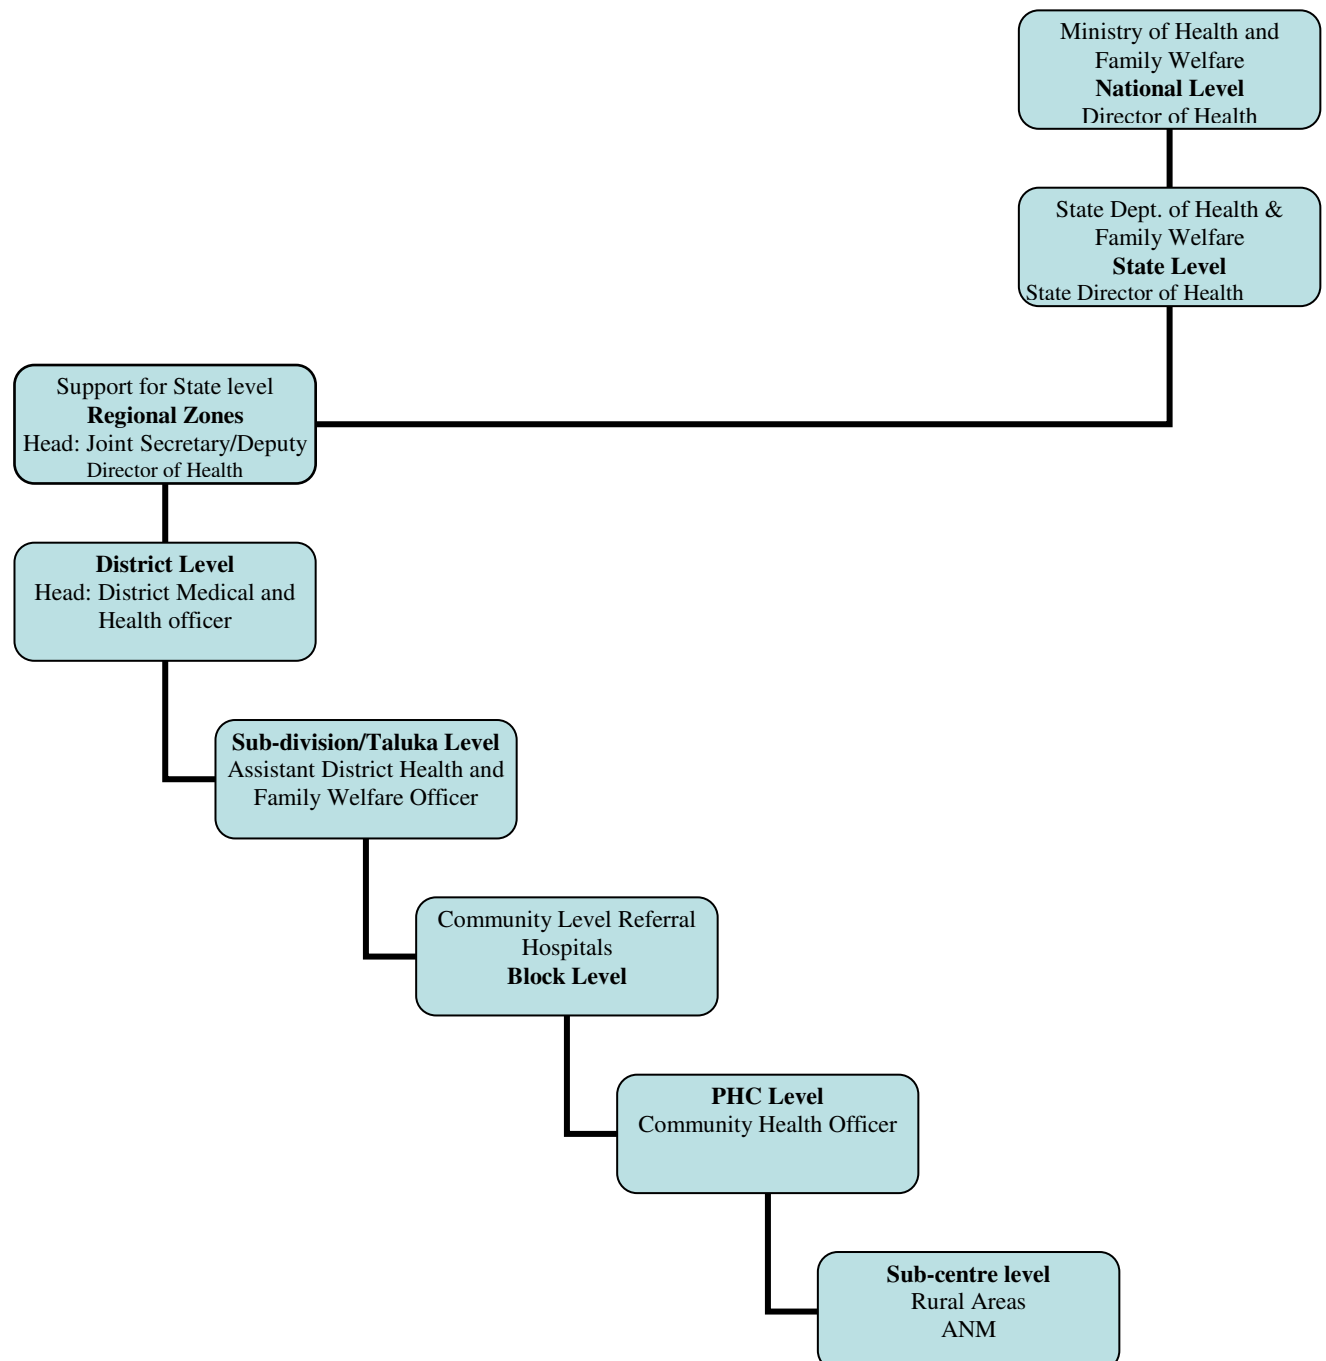 Ministry of Health and
Family Welfare
National Level
Director of Health
State Dept. of Health &
Family Welfare
State Level
State Director of Health
Support for State level
Regional Zones
Head: Joint Secretary/Deputy
Director of Health
District Level
Head: District Medical and
Health officer
Sub-division/Taluka Level
Assistant District Health and
Family Welfare Officer
Community Level Referral
Hospitals
Block Level
PHC Level
Community Health Officer
Sub-centre level
Rural Areas
ANM